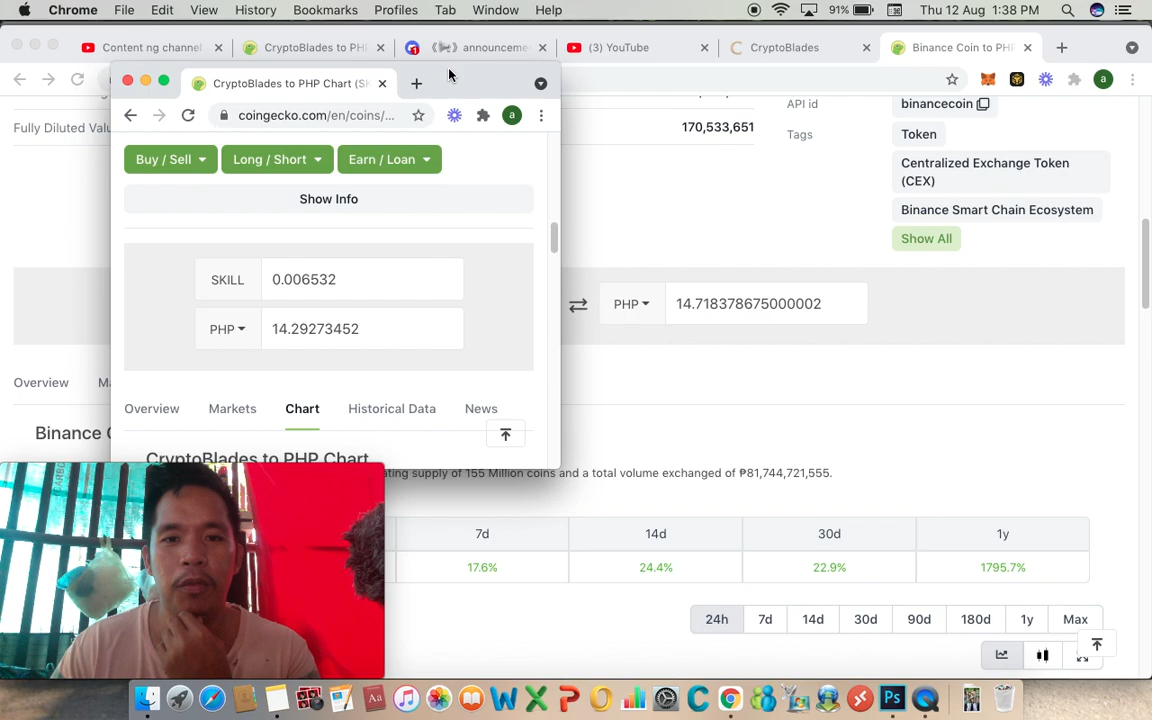 Chrome File Edit View History Bookmarks Profiles Tab Window Help 91% Thu 12 Aug 1:38 PM
Content ng channel CryptoBlades to PH announceme (3) YouTube CryptoBlades Binance Coin to PH
CryptoBlades to PHP Chart (S
coingecko.com/en/coins/...
a
a
Fully Diluted Valu
170,533,651
API id binancecoin
Tags Token
Centralized Exchange Token
(CEX)
Binance Smart Chain Ecosystem
Show All
Buy / Sell Long / Short Earn / Loan
Show Info
SKILL 0.006532
PHP 14.29273452
PHP 14.718378675000002
Overview Ma
Overview Markets Chart Historical Data News
Binance C
CryptoBlades to PHP Chart
ating supply of 155 Million coins and a total volume exchanged of ₱81,744,721,555.
7d 14d 30d 1y
17.6% 24.4% 22.9% 1795.7%
24h 7d 14d 30d 90d 180d 1y Max